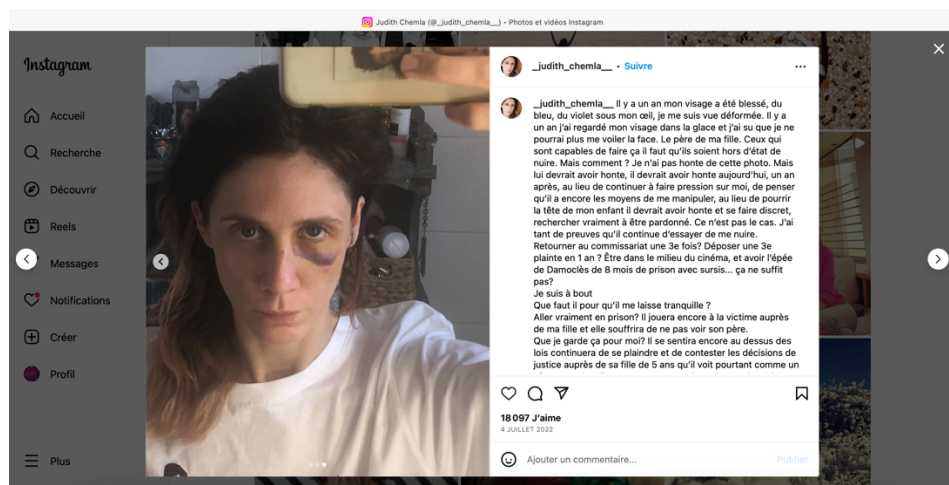 Judith Chemla (@_judith_chemla__) • Photos et vidéos Instagram
Instagram
Accueil
Recherche
Découvrir
Reels
Messages
Notifications
Créer
Profil
Plus
_judith_chemla__ • Suivre
_judith_chemla__ Il y a un an mon visage a été blessé, du
bleu, du violet sous mon œil, je me suis vue déformée. Il y a
un an j'ai regardé mon visage dans la glace et j'ai su que je ne
pourrai plus me voiler la face. Le père de ma fille. Ceux qui
sont capables de faire ça il faut qu'ils soient hors d'état de
nuire. Mais comment ? Je n'ai pas honte de cette photo. Mais
lui devrait avoir honte, il devrait avoir honte aujourd'hui, un an
après, au lieu de continuer à faire pression sur moi, de penser
qu'il a encore les moyens de me manipuler, au lieu de pourrir
la tête de mon enfant il devrait avoir honte et se faire discret,
rechercher vraiment à être pardonné. Ce n'est pas le cas. J'ai
tant de preuves qu'il continue d'essayer de me nuire.
Retourner au commissariat une 3e fois? Déposer une 3e
plainte en 1 an ? Être dans le milieu du cinéma, et avoir l'épée
de Damoclès de 8 mois de prison avec sursis... ça ne suffit
pas?
Je suis à bout
Que faut il pour qu'il me laisse tranquille ?
Aller vraiment en prison? Il jouera encore à la victime auprès
de ma fille et elle souffrira de ne pas voir son père.
Que je garde ça pour moi? Il se sentira encore au dessus des
lois continuera de se plaindre et de contester les décisions de
justice auprès de sa fille de 5 ans qu'il voit pourtant comme un
18 097 J'aime
4 JUILLET 2022
Ajouter un commentaire...
Publier